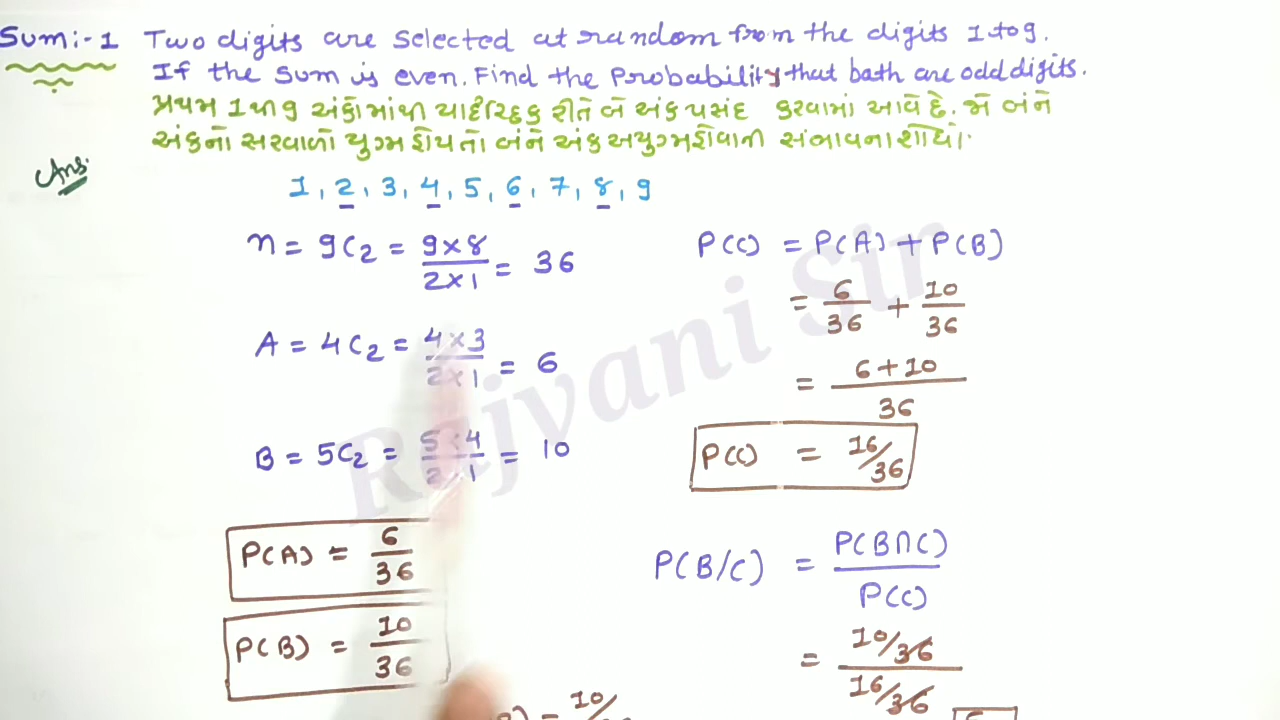 Sum:-1 Two digits are selected at random from the digits 1 to 9.
If the sum is even. Find the Probability that bath are odd digits.
પ્રથમ 1 થી 9 અંકોમાંથી યાદૃચ્છિક રીતે બે અંક પસંદ કરવામાં આવે છે. જો બંને
અંકનો સરવાળો યુગ્મ હોય તો બંને અંક અયુગ્મ હોવાની સંભાવના શોધો.
Ans:
1, 2, 3, 4, 5, 6, 7, 8, 9
n = 9C2 = 9×8 / 2×1 = 36
A = 4C2 = 4×3 / 2×1 = 6
B = 5C2 = 5×4 / 2×1 = 10
P(A) = 6/36
P(B) = 10/36
P(C) = P(A) + P(B)
= 6/36 + 10/36
= 6+10 / 36
P(C) = 16/36
P(B/C) = P(B∩C) / P(C)
= 10/36 / 16/36
= 10/
Rajvani Sir